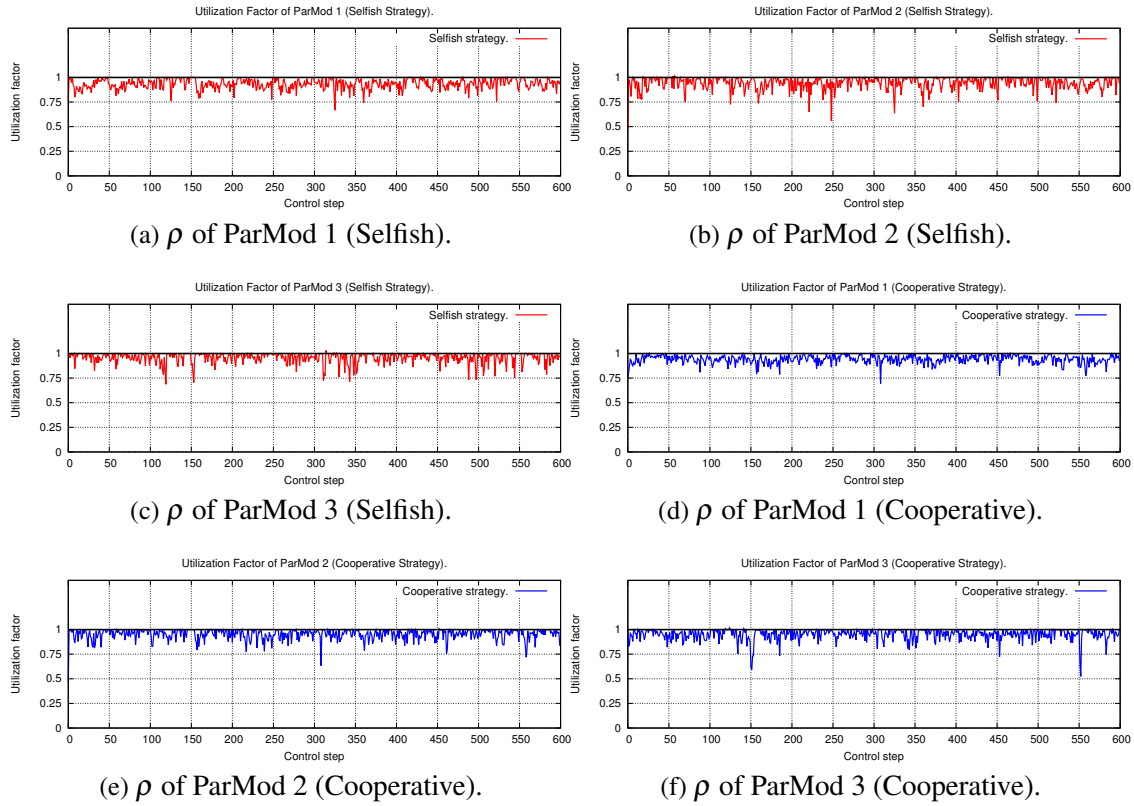 Utilization Factor of ParMod 1 (Selfish Strategy).
Selfish strategy.
Utilization factor
1
0.75
0.5
0.25
0
0 50 100 150 200 250 300 350 400 450 500 550 600
Control step
(a) ρ of ParMod 1 (Selfish).
Utilization Factor of ParMod 2 (Selfish Strategy).
Selfish strategy.
Utilization factor
1
0.75
0.5
0.25
0
0 50 100 150 200 250 300 350 400 450 500 550 600
Control step
(b) ρ of ParMod 2 (Selfish).
Utilization Factor of ParMod 3 (Selfish Strategy).
Selfish strategy.
Utilization factor
1
0.75
0.5
0.25
0
0 50 100 150 200 250 300 350 400 450 500 550 600
Control step
(c) ρ of ParMod 3 (Selfish).
Utilization Factor of ParMod 1 (Cooperative Strategy).
Cooperative strategy.
Utilization factor
1
0.75
0.5
0.25
0
0 50 100 150 200 250 300 350 400 450 500 550 600
Control step
(d) ρ of ParMod 1 (Cooperative).
Utilization Factor of ParMod 2 (Cooperative Strategy).
Cooperative strategy.
Utilization factor
1
0.75
0.5
0.25
0
0 50 100 150 200 250 300 350 400 450 500 550 600
Control step
(e) ρ of ParMod 2 (Cooperative).
Utilization Factor of ParMod 3 (Cooperative Strategy).
Cooperative strategy.
Utilization factor
1
0.75
0.5
0.25
0
0 50 100 150 200 250 300 350 400 450 500 550 600
Control step
(f) ρ of ParMod 3 (Cooperative).